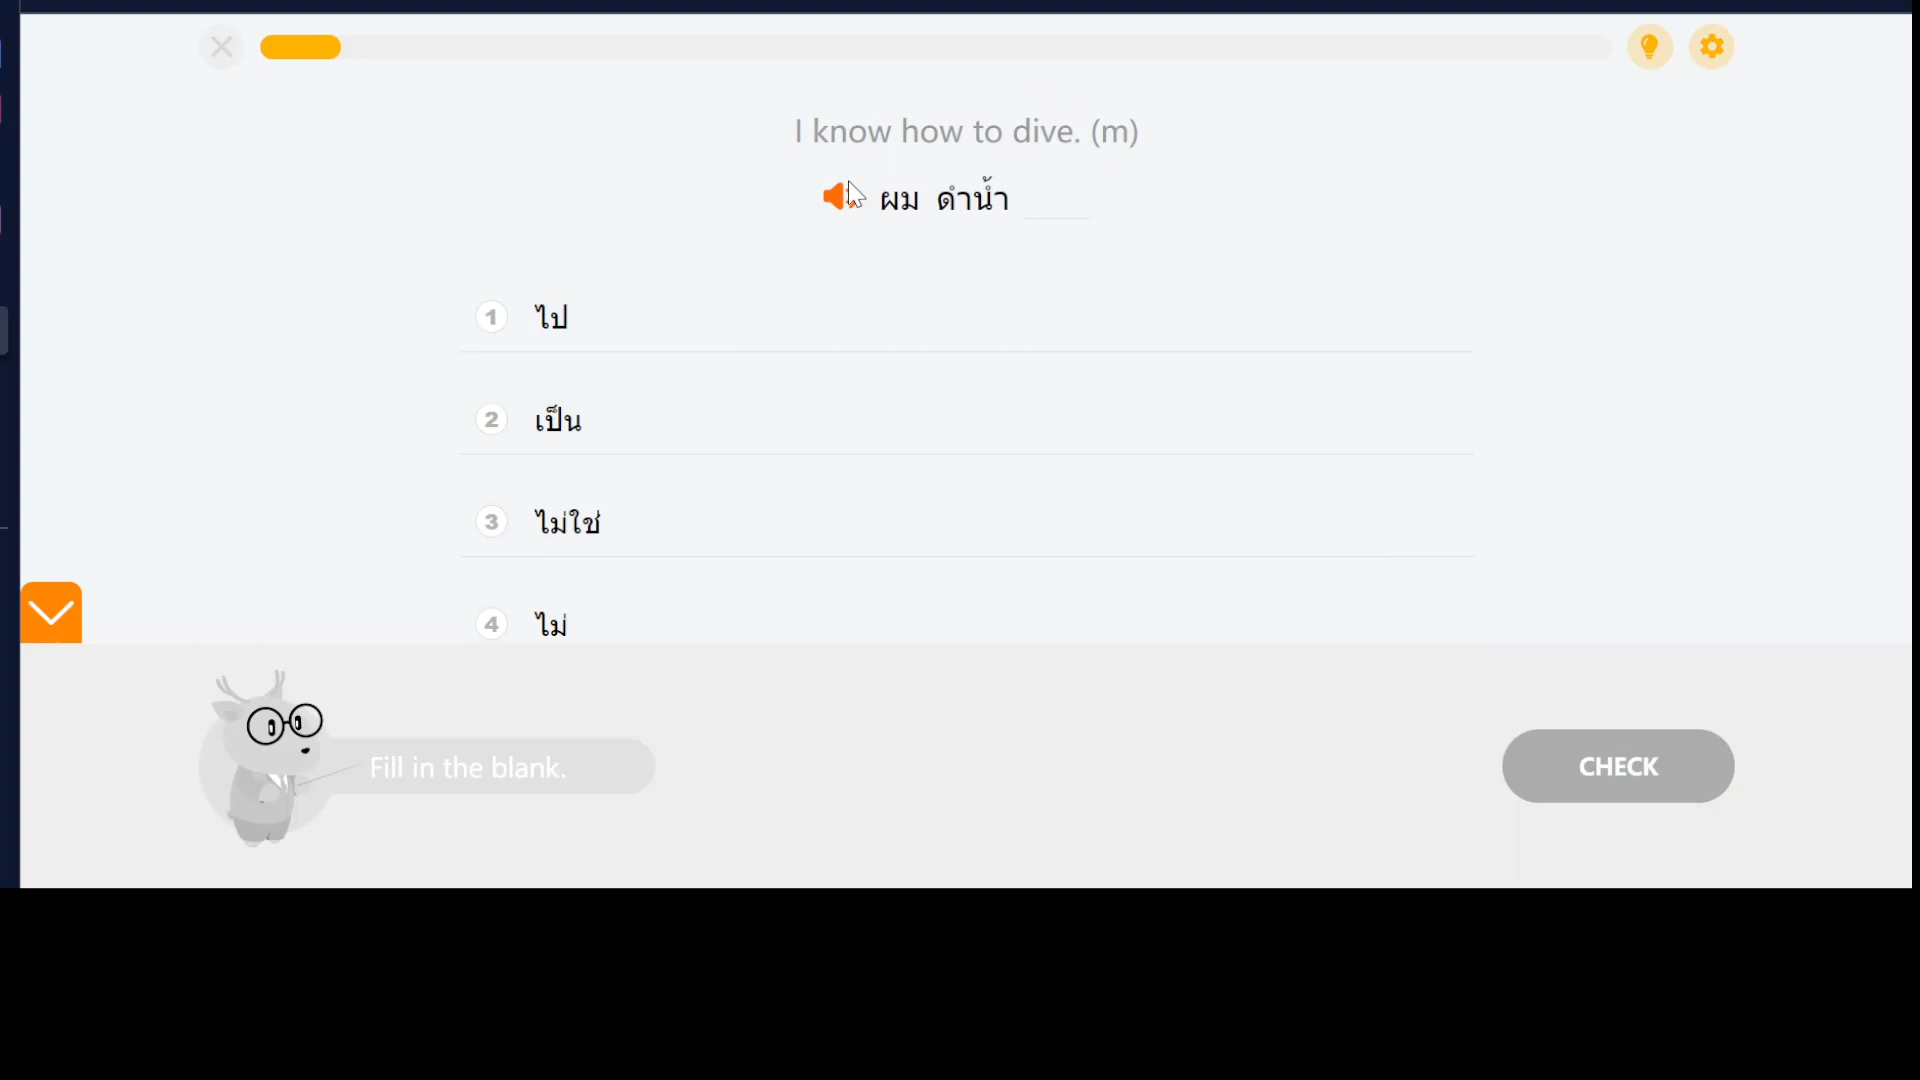 I know how to dive. (m)
ผม ดำน้ำ
1 ไป
2 เป็น
3 ไม่ใช่
4 ไม่
Fill in the blank.
CHECK